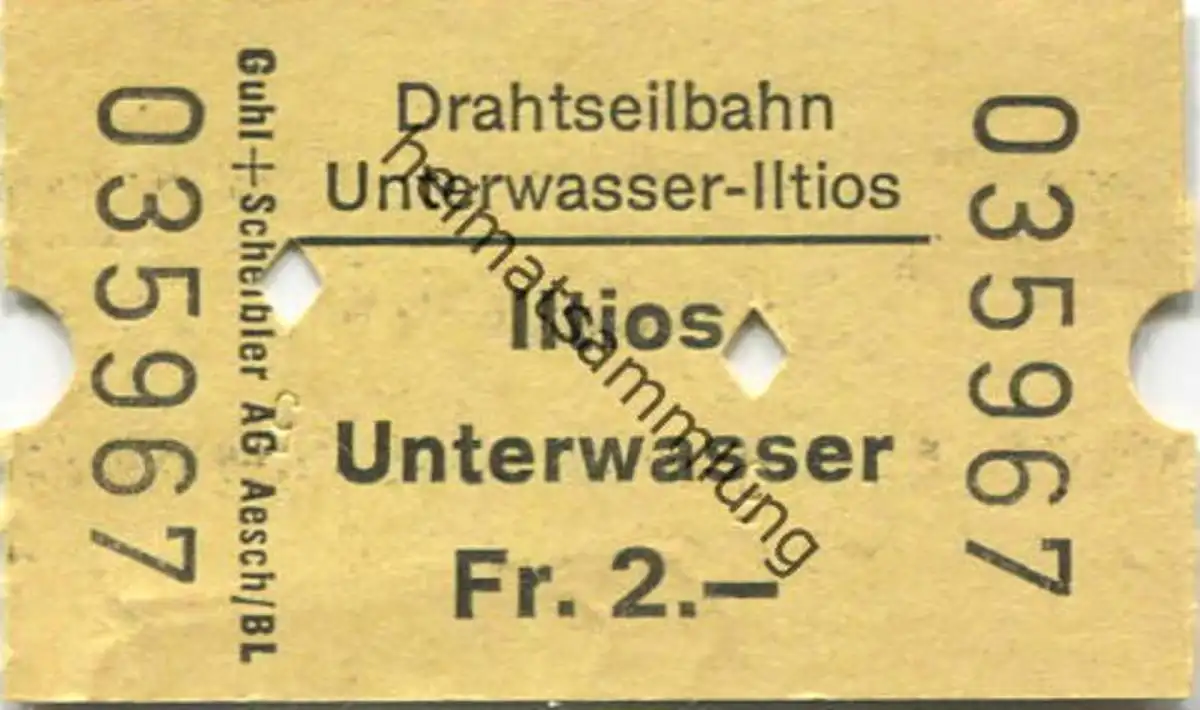 035967
Guhl+Scheibler AG Aesch/BL
Drahtseilbahn
Unterwasser-Iltios
Iltios
Unterwasser
Fr. 2.—
heimatsammlung
035967